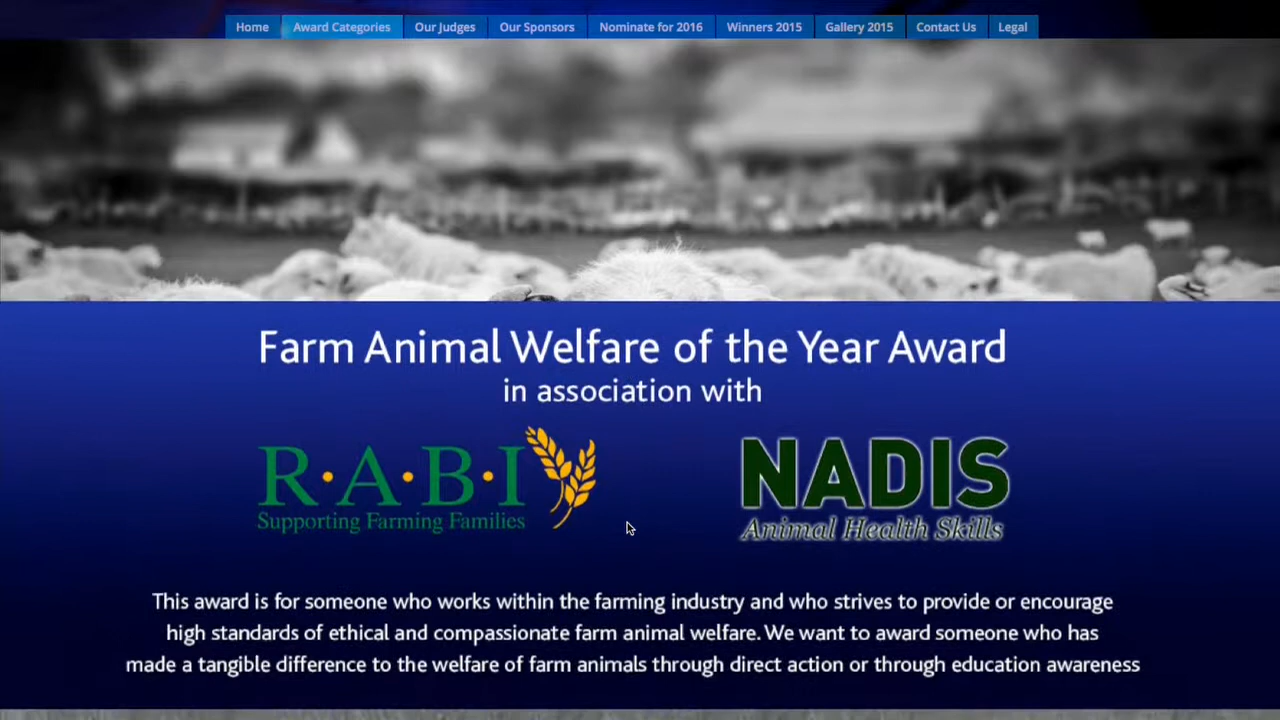 Home Award Categories Our Judges Our Sponsors Nominate for 2016 Winners 2015 Gallery 2015 Contact Us Legal
Farm Animal Welfare of the Year Award
in association with
R·A·B·I NADIS
Supporting Farming Families Animal Health Skills
This award is for someone who works within the farming industry and who strives to provide or encourage
high standards of ethical and compassionate farm animal welfare. We want to award someone who has
made a tangible difference to the welfare of farm animals through direct action or through education awareness